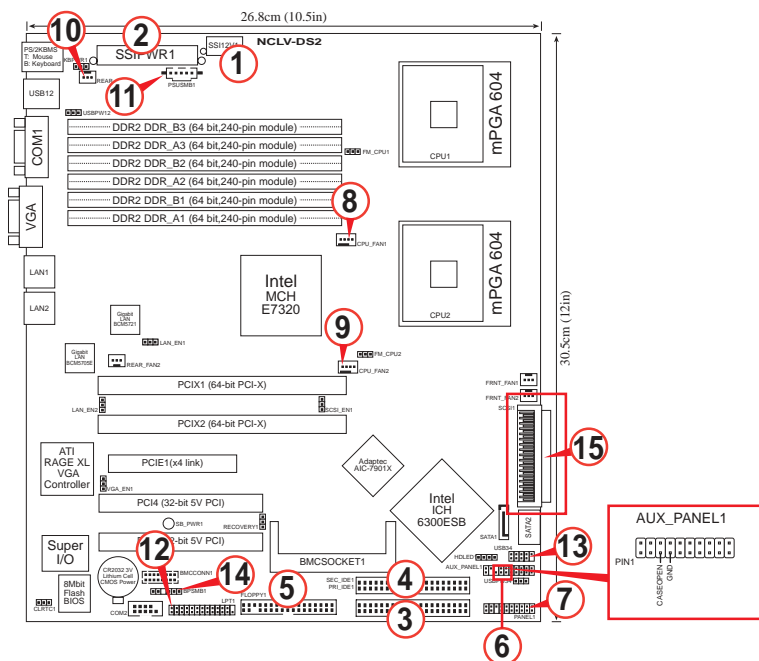 26.8cm (10.5in)
10
2
1
11
PS/2KBMS
T: Mouse
B: Keyboard
KBPWR1
REAR
SSIPWR1
SSI12V
NCLV-DS2
PSUSMB1
USB12
USBPW12
COM1
DDR2 DDR_B3 (64 bit,240-pin module)
DDR2 DDR_A3 (64 bit,240-pin module)
DDR2 DDR_B2 (64 bit,240-pin module)
DDR2 DDR_A2 (64 bit,240-pin module)
DDR2 DDR_B1 (64 bit,240-pin module)
DDR2 DDR_A1 (64 bit,240-pin module)
FM_CPU1
CPU1
mPGA 604
VGA
8
CPU_FAN1
CPU2
mPGA 604
LAN1
LAN2
Intel
MCH
E7320
30.5cm (12in)
Gigabit
LAN
BCM5721
LAN_EN1
Gigabit
LAN
BCM5705E
REAR_FAN2
9
FM_CPU2
CPU_FAN2
PCIX1 (64-bit PCI-X)
LAN_EN2
SCSI_EN1
PCIX2 (64-bit PCI-X)
FRNT_FAN1
FRNT_FAN2
SCSI1
15
ATI
RAGE XL
VGA
Controller
PCIE1(x4 link)
VGA_EN1
Adaptec
AIC-7901X
PCI4 (32-bit 5V PCI)
SB_PWR1
RECOVERY1
2-bit 5V PCI)
Intel
ICH
6300ESB
SATA1
SATA2
Super
I/O
12
BMCSOCKET1
USB34
HDLED
13
AUX_PANEL1
8Mbit
Flash
BIOS
CR2032 3V
Lithium Cell
CMOS Power
BMCCONN1
14
BPSMB1
5
SEC_IDE1
PRI_IDE1
4
3
CLRTC1
COM2
LPT1
FLOPPY1
6
7
PANEL1
AUX_PANEL1
PIN1
CASEOPEN
GND